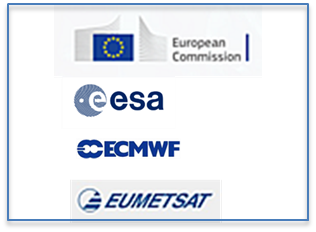 European
Commission
esa
ECMWF
EUMETSAT